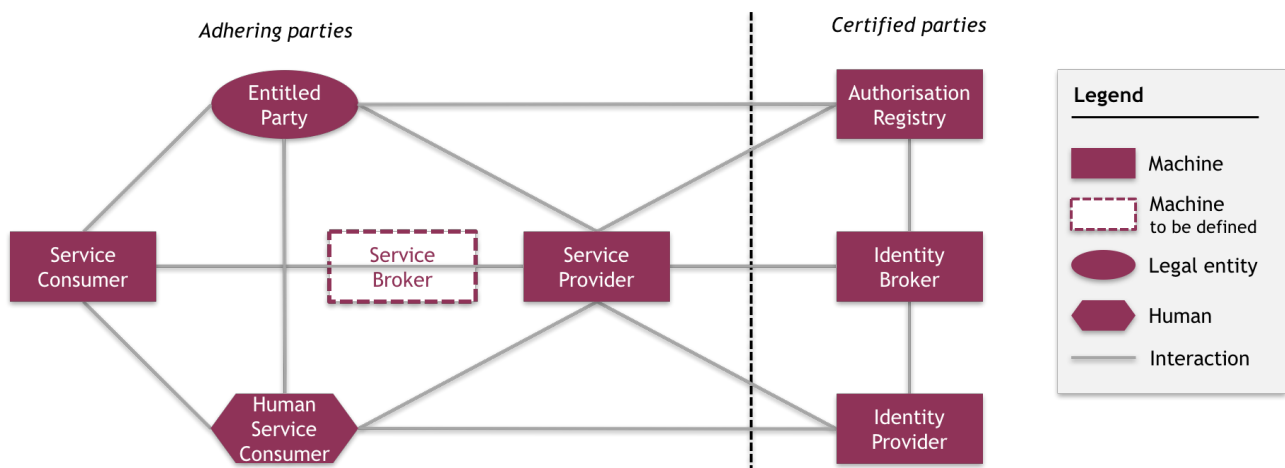 Adhering parties
Certified parties
Entitled
Party
Authorisation
Registry
Legend
Machine
Machine
to be defined
Legal entity
Human
Interaction
Service
Consumer
Service
Broker
Service
Provider
Identity
Broker
Human
Service
Consumer
Identity
Provider